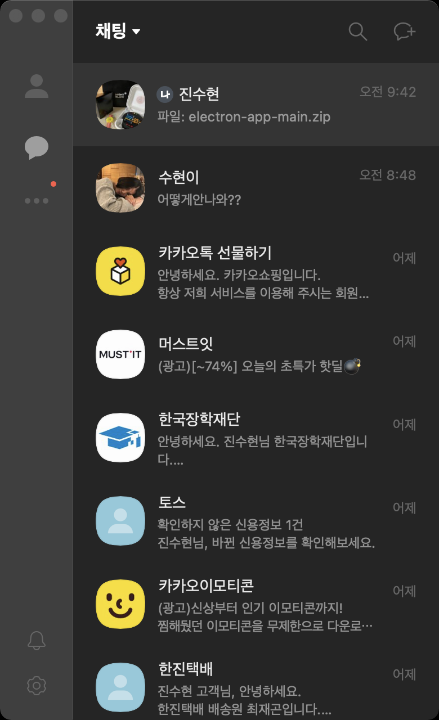 채팅
나 진수현
오전 9:42
파일: electron-app-main.zip
수현이
오전 8:48
어떻게안나와??
카카오톡 선물하기
어제
안녕하세요. 카카오쇼핑입니다.
항상 저희 서비스를 이용해 주시는 회원...
MUST'IT
머스트잇
어제
(광고)[~74%] 오늘의 초특가 핫딜💣
한국장학재단
어제
안녕하세요. 진수현님 한국장학재단입니
다....
토스
어제
확인하지 않은 신용정보 1건
진수현님, 바뀐 신용정보를 확인해보세요.
카카오이모티콘
어제
(광고)신상부터 인기 이모티콘까지!
찜해뒀던 이모티콘을 무제한으로 다운로...
한진택배
어제
진수현 고객님, 안녕하세요.
한진택배 배송원 최재곤입니다....